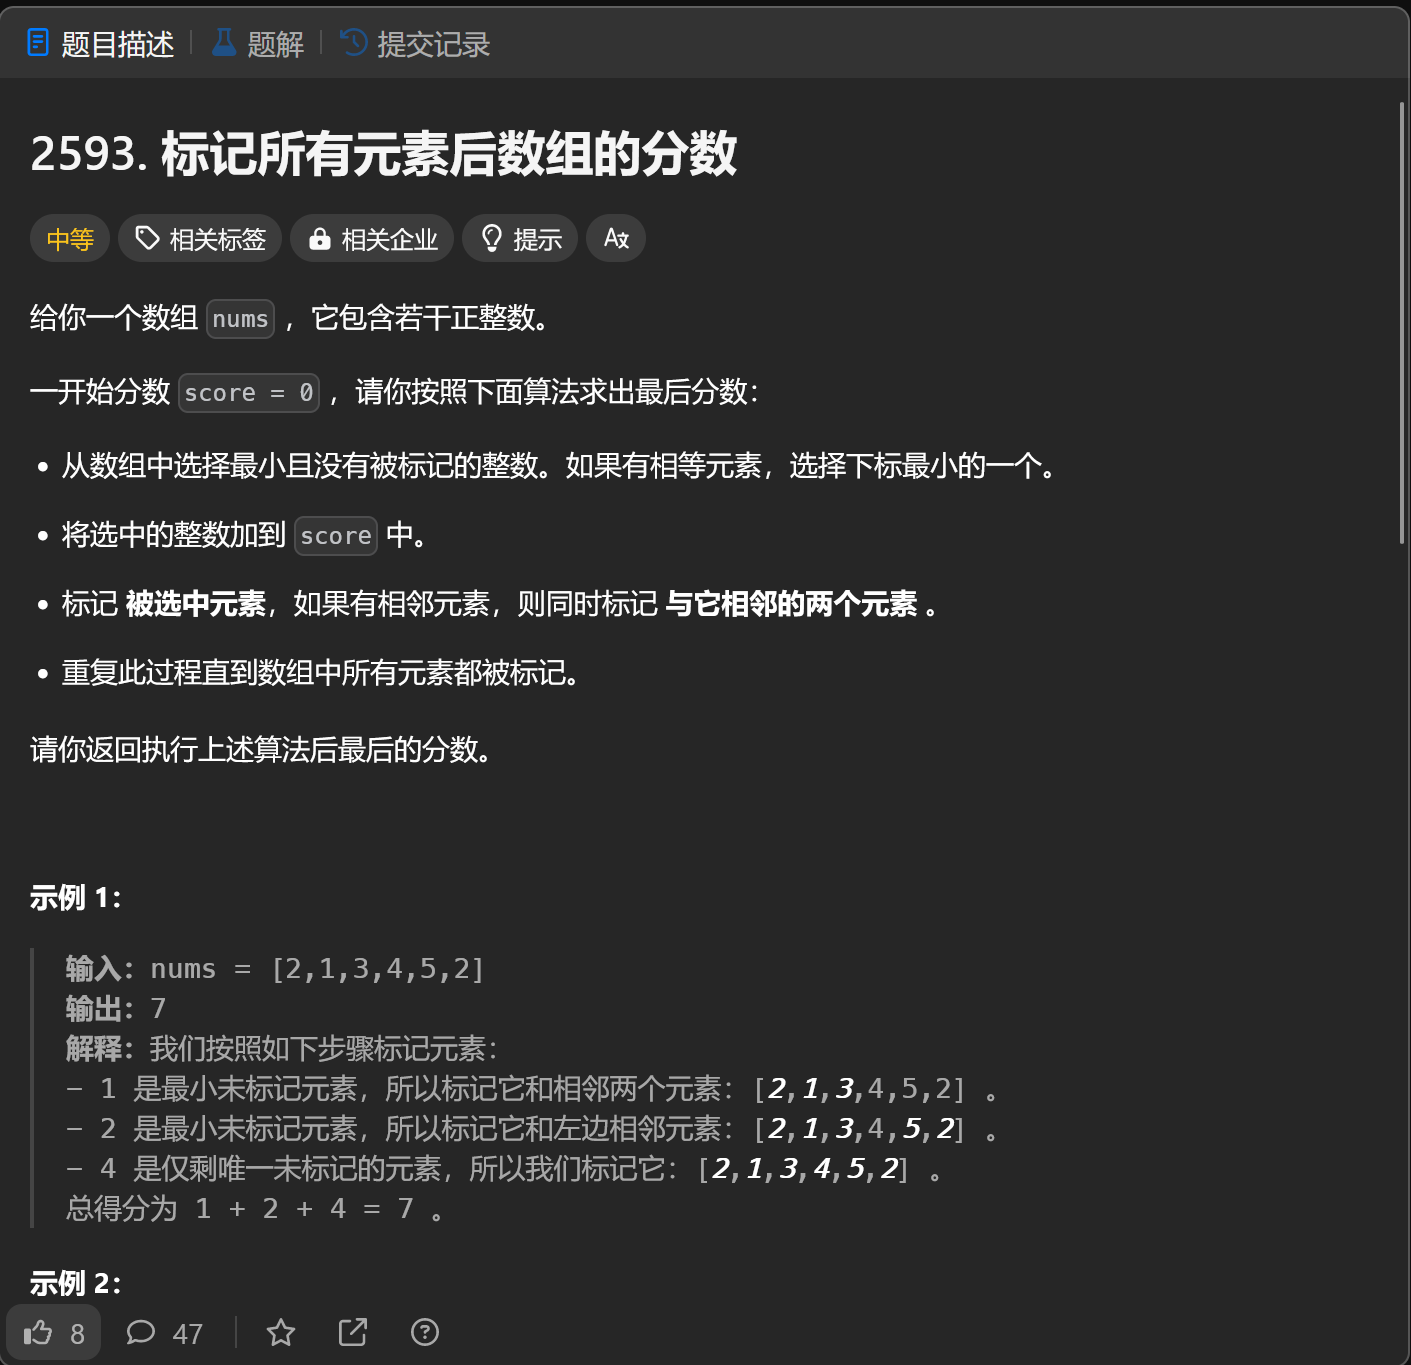 题目描述 | 题解 | 提交记录
2593. 标记所有元素后数组的分数
中等 相关标签 相关企业 提示
给你一个数组 nums ，它包含若干正整数。
一开始分数 score = 0 ，请你按照下面算法求出最后分数：
• 从数组中选择最小且没有被标记的整数。如果有相等元素，选择下标最小的一个。
• 将选中的整数加到 score 中。
• 标记 被选中元素，如果有相邻元素，则同时标记 与它相邻的两个元素 。
• 重复此过程直到数组中所有元素都被标记。
请你返回执行上述算法后最后的分数。
示例 1：
输入：nums = [2,1,3,4,5,2]
输出：7
解释：我们按照如下步骤标记元素：
- 1 是最小未标记元素，所以标记它和相邻两个元素：[2,1,3,4,5,2] 。
- 2 是最小未标记元素，所以标记它和左边相邻元素：[2,1,3,4,5,2] 。
- 4 是仅剩唯一未标记的元素，所以我们标记它：[2,1,3,4,5,2] 。
总得分为 1 + 2 + 4 = 7 。
示例 2：
8 47